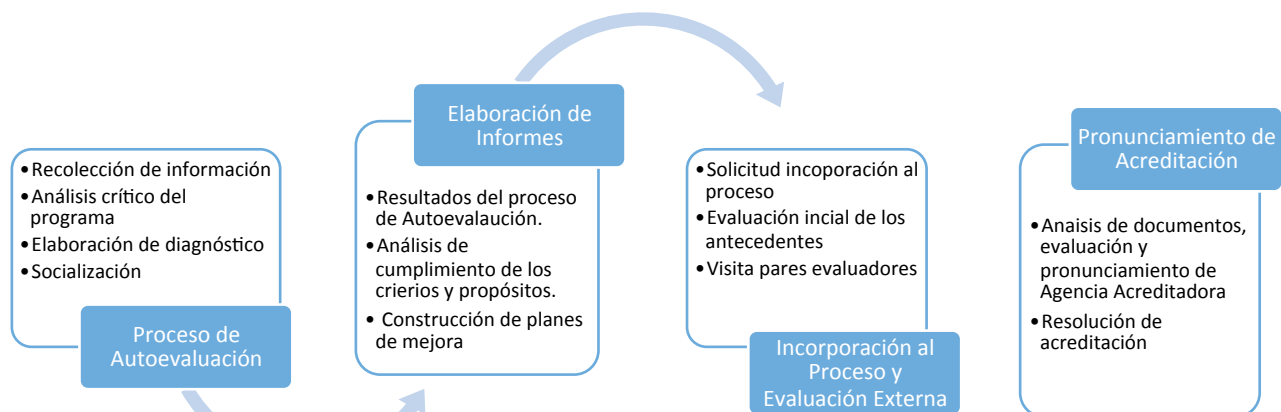 •Recolección de información
•Análisis crítico del
programa
•Elaboración de diagnóstico
•Socialización
Proceso de
Autoevaluación
Elaboración de
Informes
•Resultados del proceso
de Autoevalaución.
•Análisis de
cumplimiento de los
crierios y propósitos.
• Construcción de planes
de mejora
•Solicitud incoporación al
proceso
•Evaluación incial de los
antecedentes
•Visita pares evaluadores
Incorporación al
Proceso y
Evaluación Externa
Pronunciamiento de
Acreditación
•Anaisis de documentos,
evaluación y
pronunciamiento de
Agencia Acreditadora
•Resolución de
acreditación